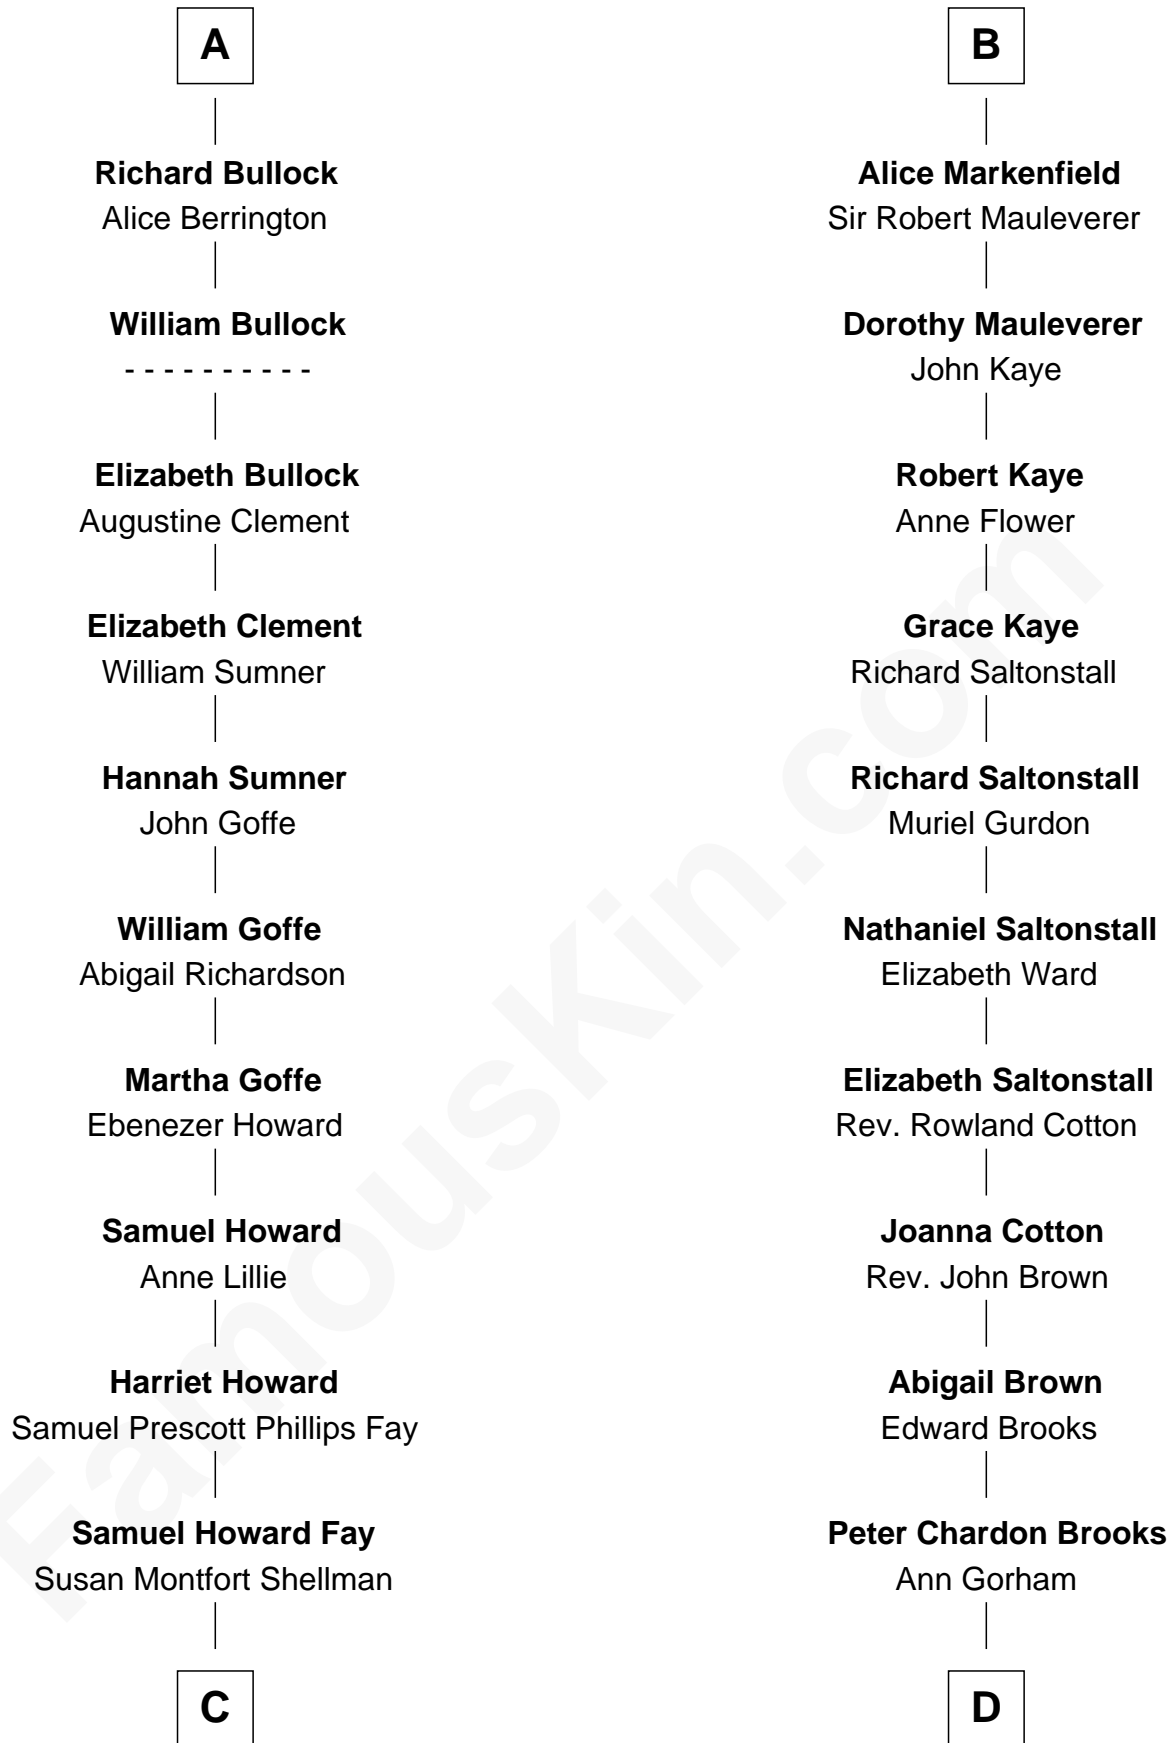 A
Richard Bullock
Alice Berrington
William Bullock
- - - - - - - - - -
Elizabeth Bullock
Augustine Clement
Elizabeth Clement
William Sumner
Hannah Sumner
John Goffe
William Goffe
Abigail Richardson
Martha Goffe
Ebenezer Howard
Samuel Howard
Anne Lillie
Harriet Howard
Samuel Prescott Phillips Fay
Samuel Howard Fay
Susan Montfort Shellman
C
B
Alice Markenfield
Sir Robert Mauleverer
Dorothy Mauleverer
John Kaye
Robert Kaye
Anne Flower
Grace Kaye
Richard Saltonstall
Richard Saltonstall
Muriel Gurdon
Nathaniel Saltonstall
Elizabeth Ward
Elizabeth Saltonstall
Rev. Rowland Cotton
Joanna Cotton
Rev. John Brown
Abigail Brown
Edward Brooks
Peter Chardon Brooks
Ann Gorham
D
FamousKin.com